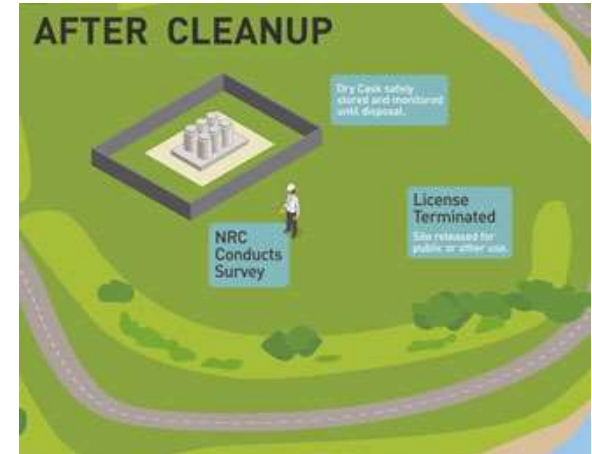 AFTER CLEANUP
Dry Cask safely
stored and monitored
until disposal.
License
Terminated
Site released for
public or other use.
NRC
Conducts
Survey